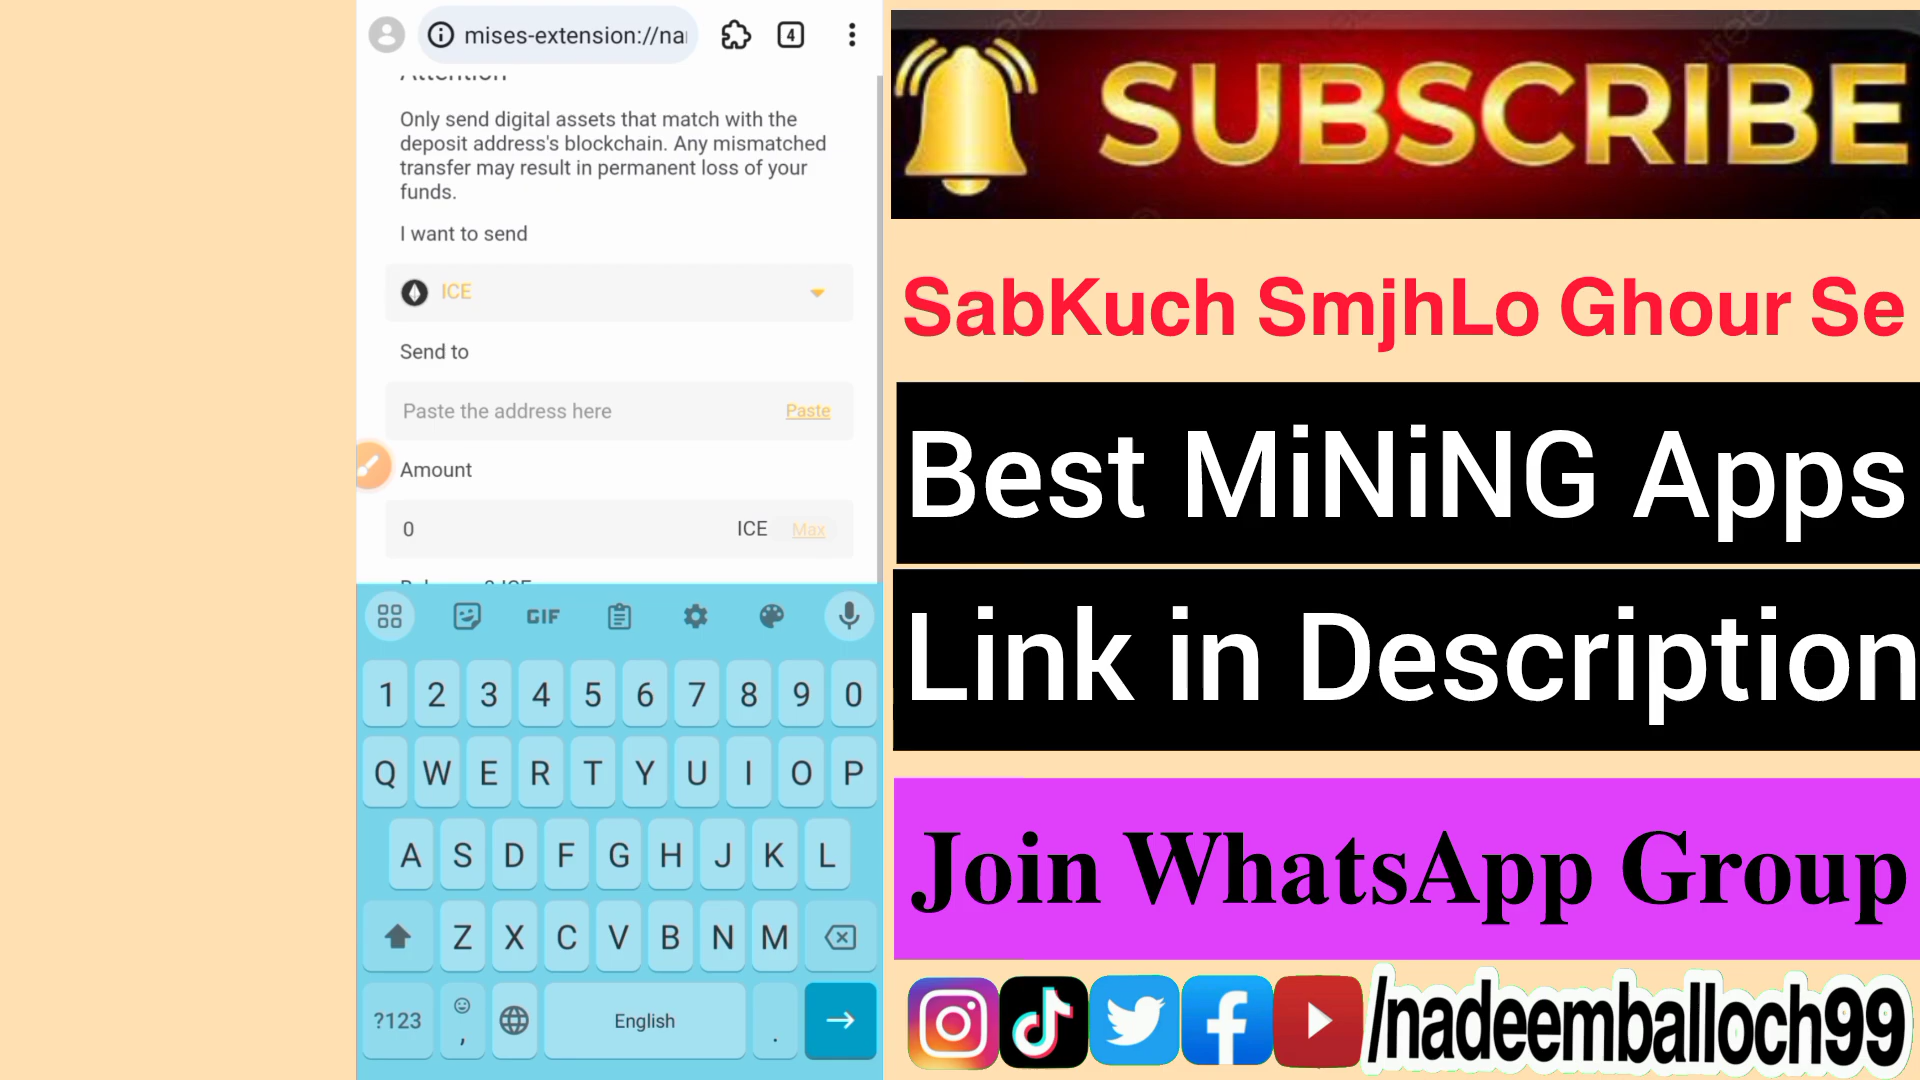 mises-extension://na
4
Attention
Only send digital assets that match with the
deposit address's blockchain. Any mismatched
transfer may result in permanent loss of your
funds.
I want to send
ICE
Send to
Paste the address here Paste
Amount
0 ICE Max
GIF
1 2 3 4 5 6 7 8 9 0
Q W E R T Y U I O P
A S D F G H J K L
Z X C V B N M
?123 , English .
SUBSCRIBE
SabKuch SmjhLo Ghour Se
Best MiNiNG Apps
Link in Description
Join WhatsApp Group
/nadeemballoch99